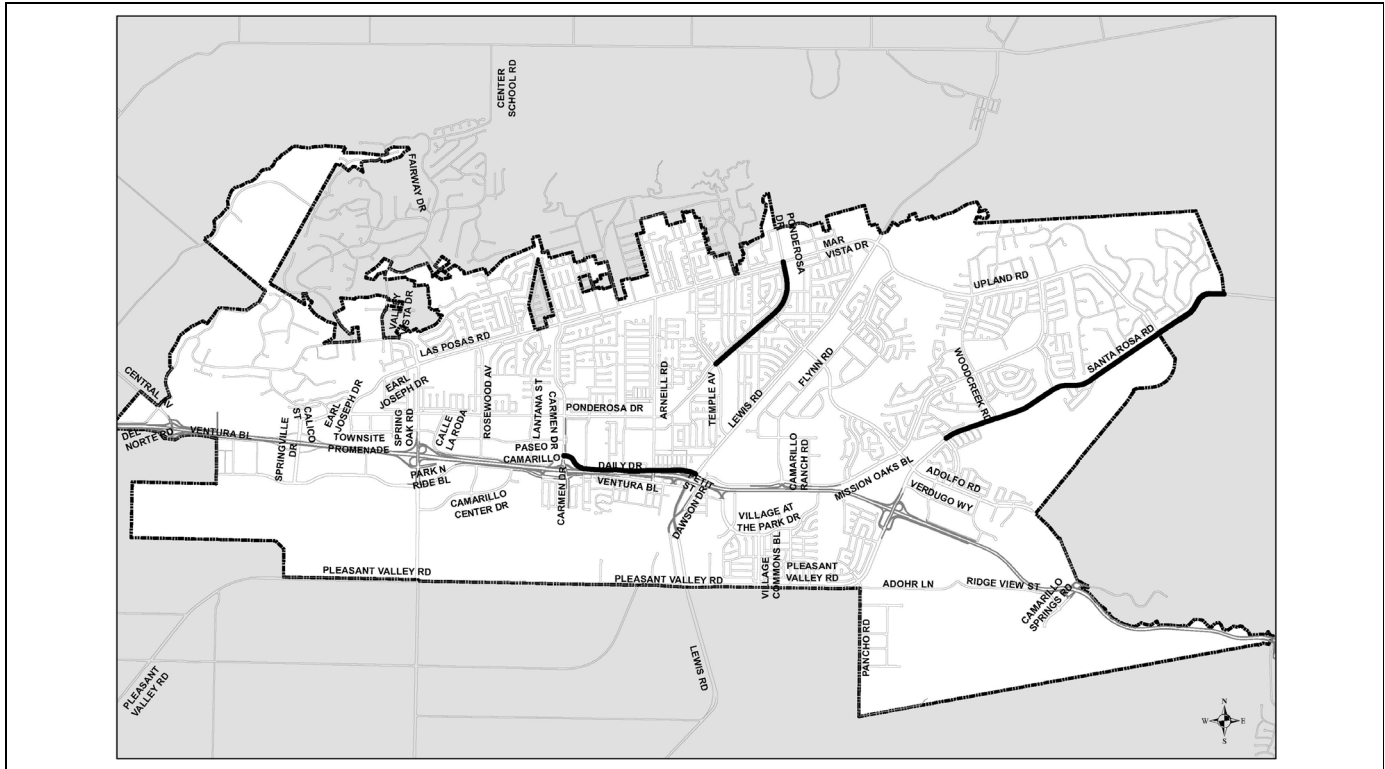 CENTER
SCHOOL RD
FAIRWAY DR
PONDEROSA
DR
MAR
VISTA DR
UPLAND RD
VALLEY
VISTA DR
LAS POSAS RD
SANTA ROSA RD
WOODCREEK RD
FLYNN RD
LEWIS RD
TEMPLE AV
ARNEILL RD
PONDEROSA DR
CARMEN DR
LANTANA ST
ROSEWOOD AV
CALLE
LA RODA
SPRING
OAK RD
EARL
JOSEPH DR
EARL
JOSEPH DR
CALICO
ST
SPRINGVILLE
DR
CENTRAL AV
DEL
NORTE RD
VENTURA BL
TOWNSITE
PROMENADE
PARK N
RIDE BL
CAMARILLO
CENTER DR
PASEO
CAMARILLO
CARMEN DR
DAILY DR
VENTURA BL
PETIT
ST
DAWSON DR
CAMARILLO
RANCH RD
MISSION OAKS BL
ADOLFO RD
VERDUGO WY
VILLAGE AT
THE PARK DR
VILLAGE
COMMONS BL
PLEASANT
VALLEY RD
PLEASANT VALLEY RD
PLEASANT VALLEY RD
ADOHR LN
RIDGE VIEW ST
CAMARILLO
SPRINGS RD
PANCHO RD
LEWIS RD
PLEASANT
VALLEY RD
N
W
E
S